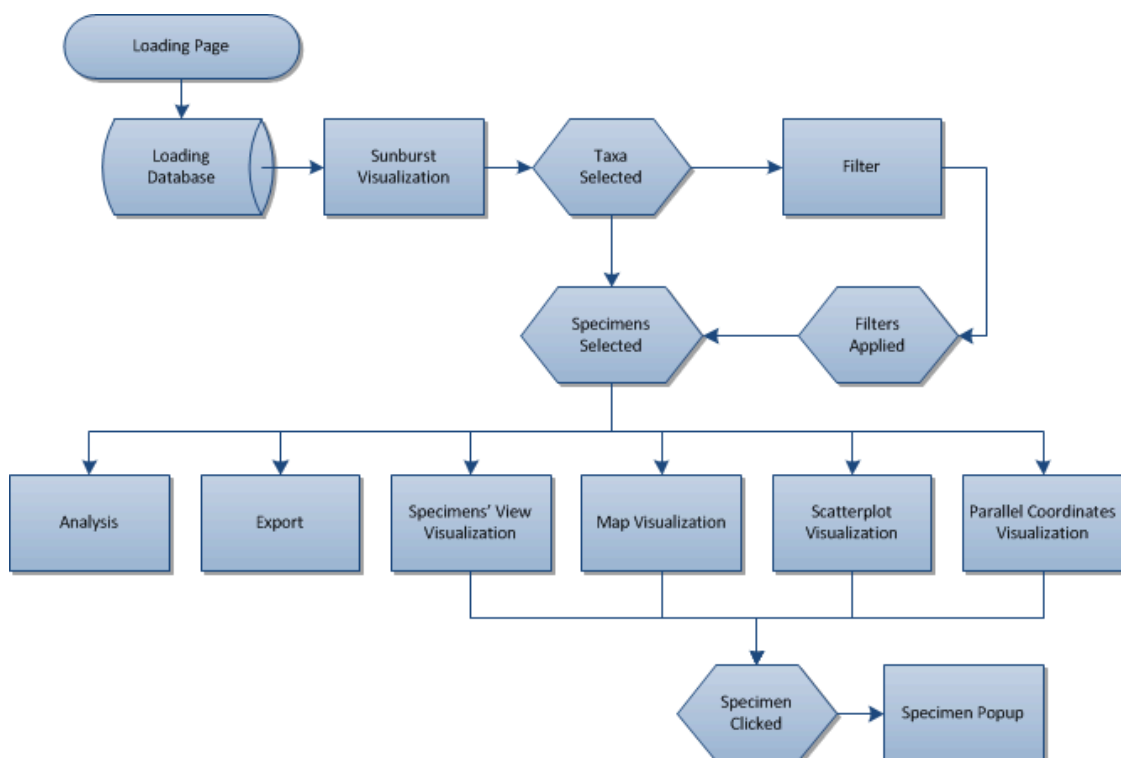 Loading Page
Loading
Database
Sunburst
Visualization
Taxa
Selected
Filter
Specimens
Selected
Filters
Applied
Analysis
Export
Specimens' View
Visualization
Map Visualization
Scatterplot
Visualization
Parallel Coordinates
Visualization
Specimen
Clicked
Specimen Popup